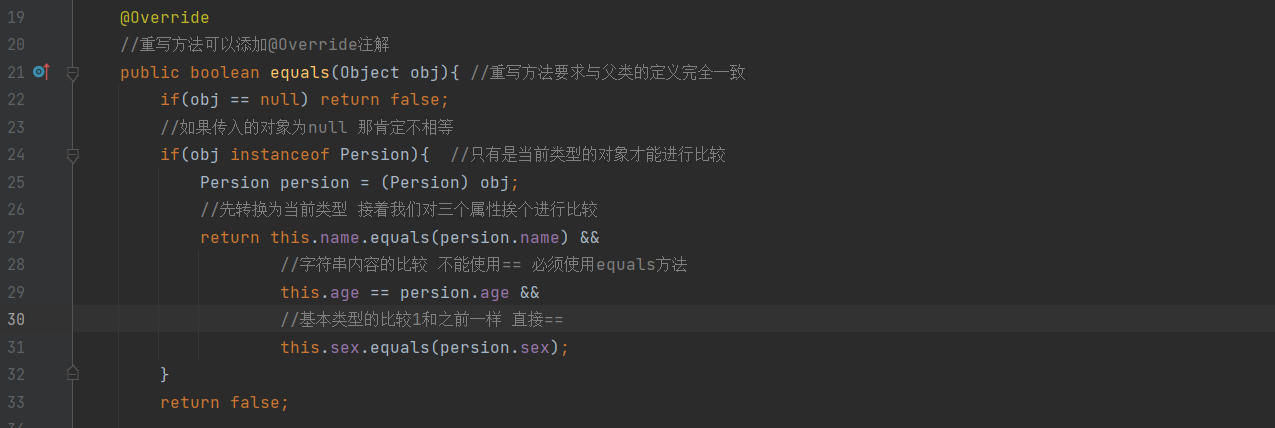 19 @Override
20 //重写方法可以添加@Override注解
21 public boolean equals(Object obj){ //重写方法要求与父类的定义完全一致
22 if(obj == null) return false;
23 //如果传入的对象为null 那肯定不相等
24 if(obj instanceof Persion){  //只有是当前类型的对象才能进行比较
25 Persion persion = (Persion) obj;
26 //先转换为当前类型 接着我们对三个属性挨个进行比较
27 return this.name.equals(persion.name) &&
28 //字符串内容的比较 不能使用== 必须使用equals方法
29 this.age == persion.age &&
30 //基本类型的比较1和之前一样 直接==
31 this.sex.equals(persion.sex);
32 }
33 return false;